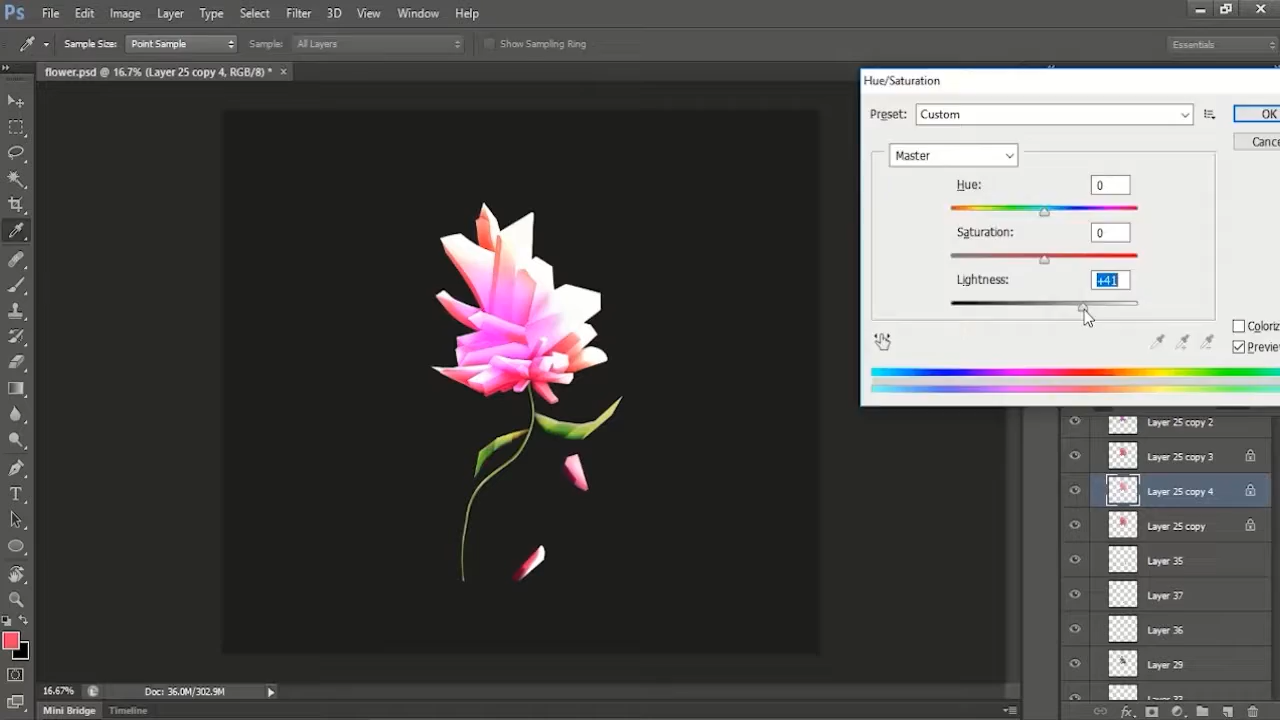 Ps File Edit Image Layer Type Select Filter 3D View Window Help
Sample Size: Point Sample Sample: All Layers Show Sampling Ring Essentials
flower.psd @ 16.7% (Layer 25 copy 4, RGB/8) * ×
Hue/Saturation
Preset: Custom OK
Cance
Master
Hue: 0
Saturation: 0
Lightness: +41
Coloriz
Preview
Layer 25 copy 2
Layer 25 copy 3
Layer 25 copy 4
Layer 25 copy
Layer 35
Layer 37
Layer 36
Layer 29
16.67% Doc: 36.0M/302.9M
Mini Bridge Timeline